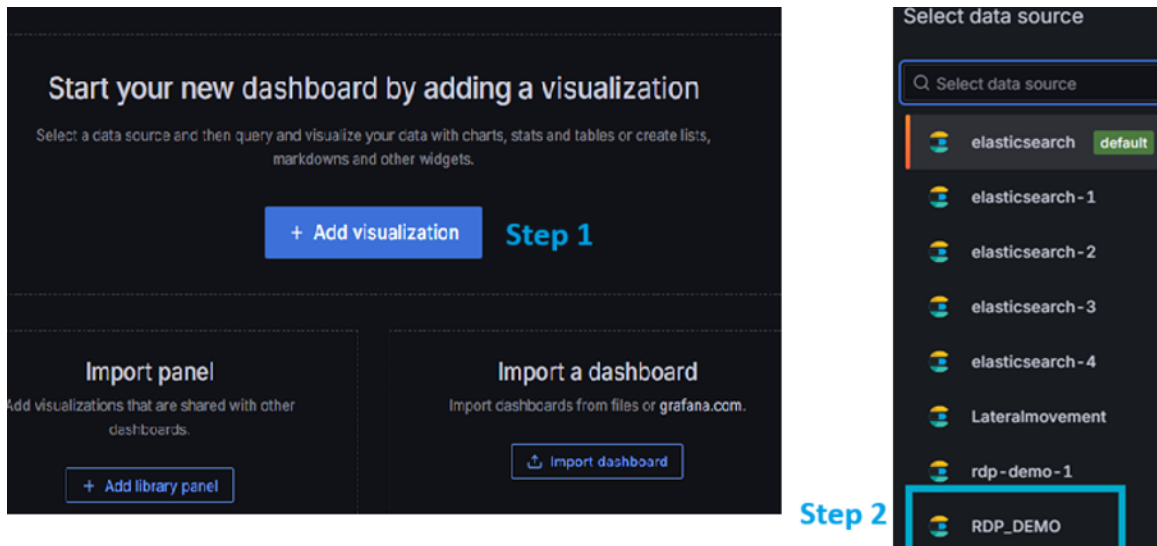 Start your new dashboard by adding a visualization
Select a data source and then query and visualize your data with charts, stats and tables or create lists,
markdowns and other widgets.
+ Add visualization
Step 1
Import panel
Add visualizations that are shared with other
dashboards.
+ Add library panel
Import a dashboard
Import dashboards from files or grafana.com.
Import dashboard
Select data source
Select data source
elasticsearch default
elasticsearch-1
elasticsearch-2
elasticsearch-3
elasticsearch-4
Lateralmovement
rdp-demo-1
Step 2
RDP_DEMO